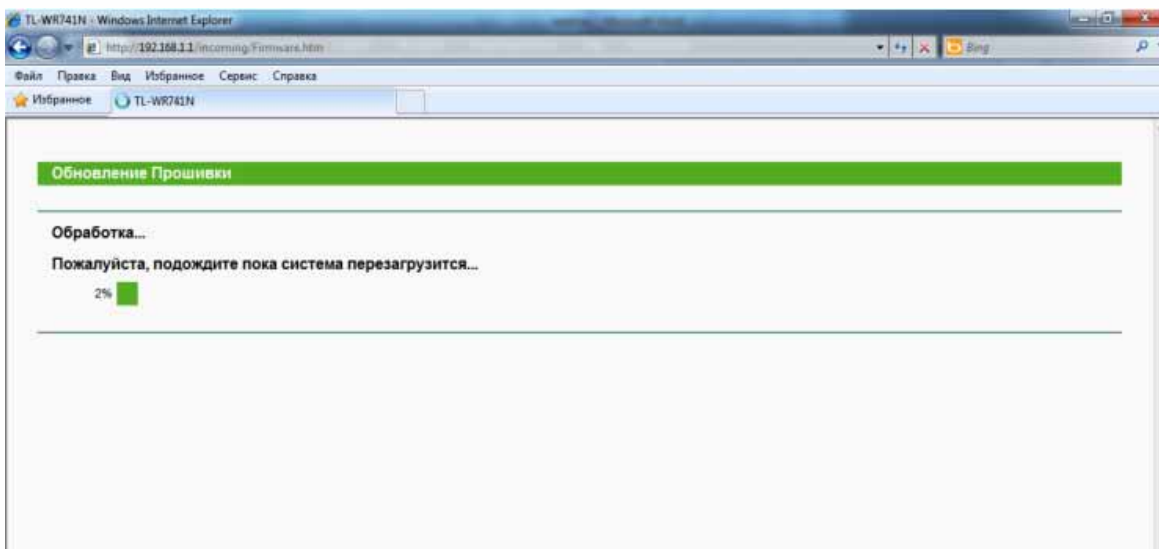 TL-WR741N - Windows Internet Explorer
http://192.168.1.1/incoming/Firmware.htm
Bing
Файл Правка Вид Избранное Сервис Справка
Избранное TL-WR741N
Обновление Прошивки
Обработка...
Пожалуйста, подождите пока система перезагрузится...
2%